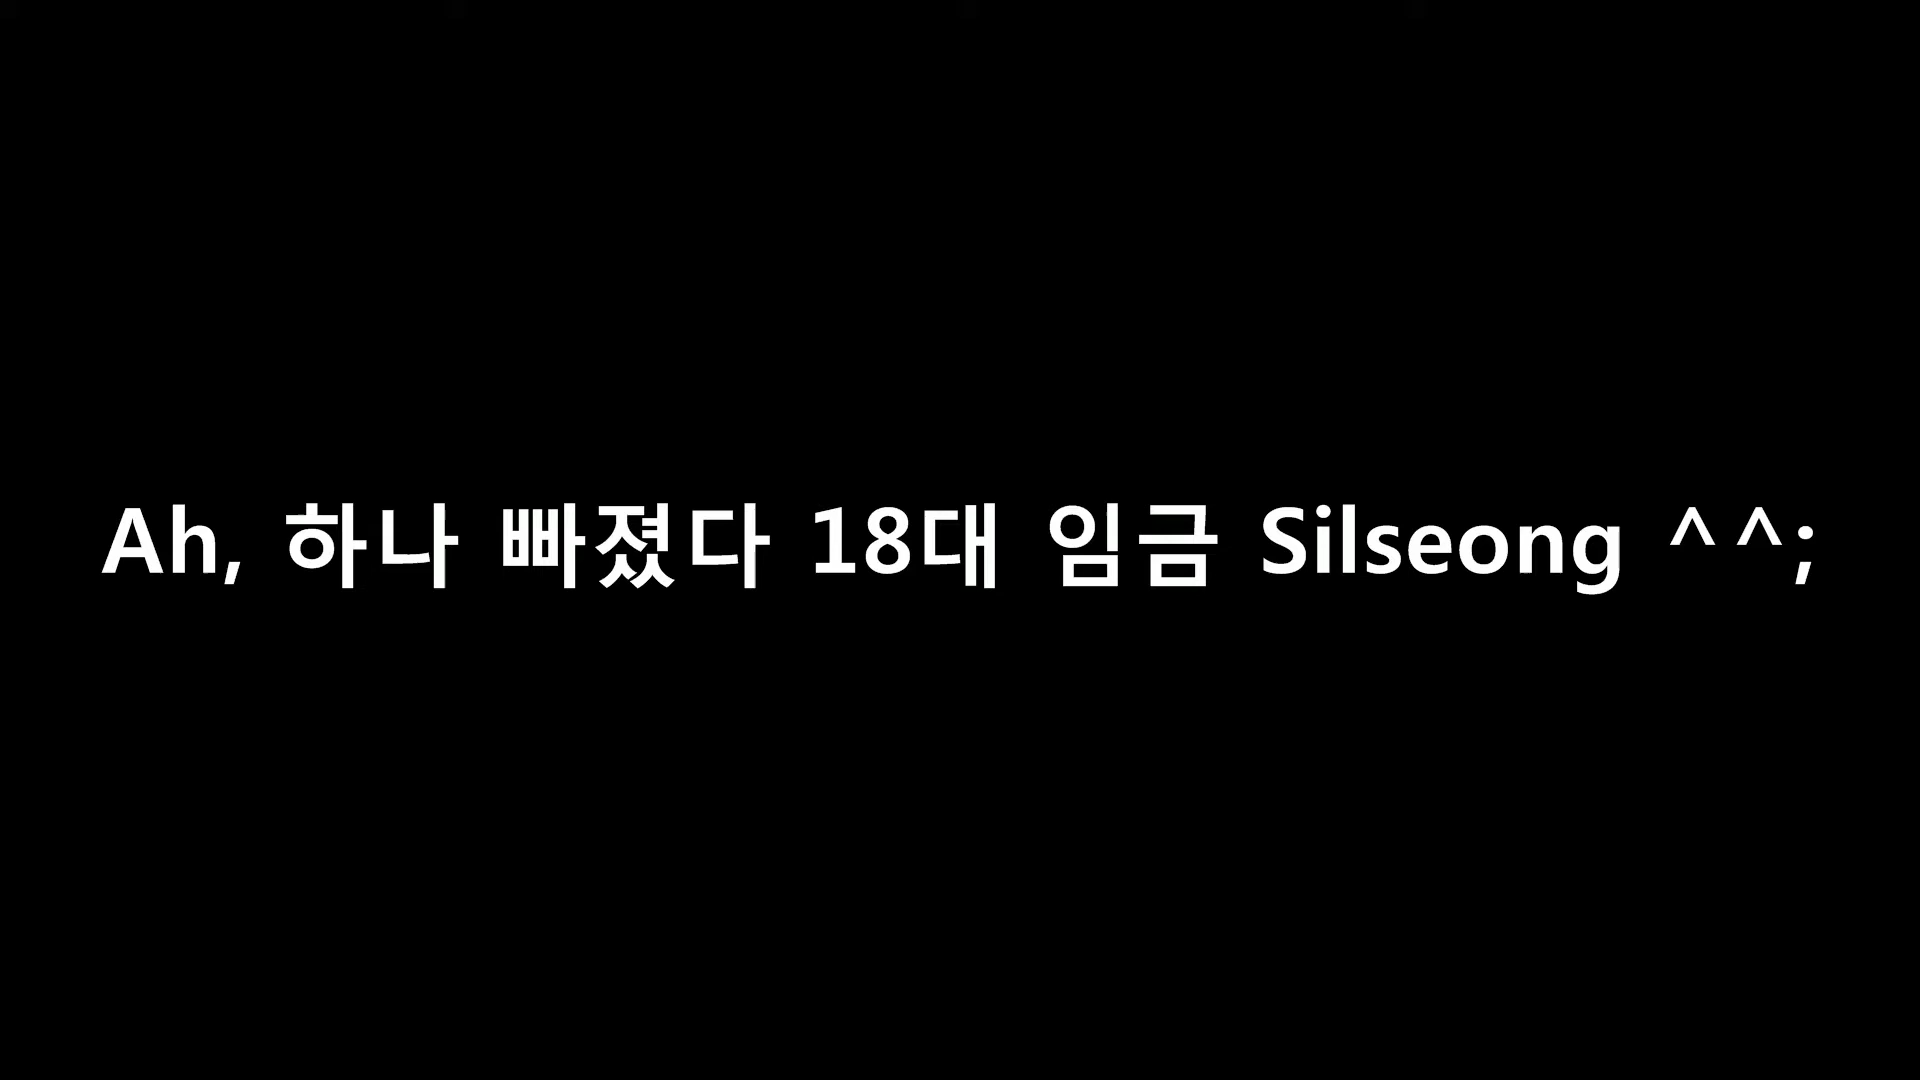 Ah, 하나 빠졌다 18대 임금 Silseong ^^;